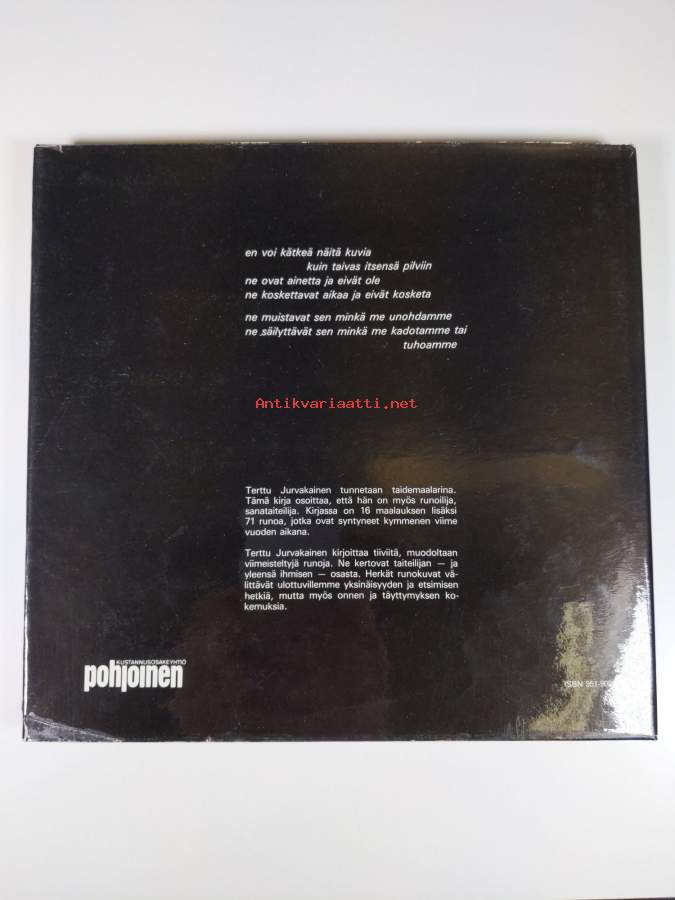 en voi kätkeä näitä kuvia
kuin taivas itsensä pilviin
ne ovat ainetta ja eivät ole
ne koskettavat aikaa ja eivät kosketa
ne muistavat sen minkä me unohdamme
ne säilyttävät sen minkä me kadotamme tai
tuhoamme
Antikvariaatti.net
Terttu Jurvakainen tunnetaan taidemaalarina.
Tämä kirja osoittaa, että hän on myös runoilija,
sanataiteilija. Kirjassa on 16 maalauksen lisäksi
71 runoa, jotka ovat syntyneet kymmenen viime
vuoden aikana.
Terttu Jurvakainen kirjoittaa tiiviitä, muodoltaan
viimeisteltyjä runoja. Ne kertovat taiteilijan — ja
yleensä ihmisen — osasta. Herkät runokuvat vä-
littävät ulottuvillemme yksinäisyyden ja etsimisen
hetkiä, mutta myös onnen ja täyttymyksen ko-
kemuksia.
KUSTANNUSOSAKEYHTIÖ
pohjoinen
ISBN 951-